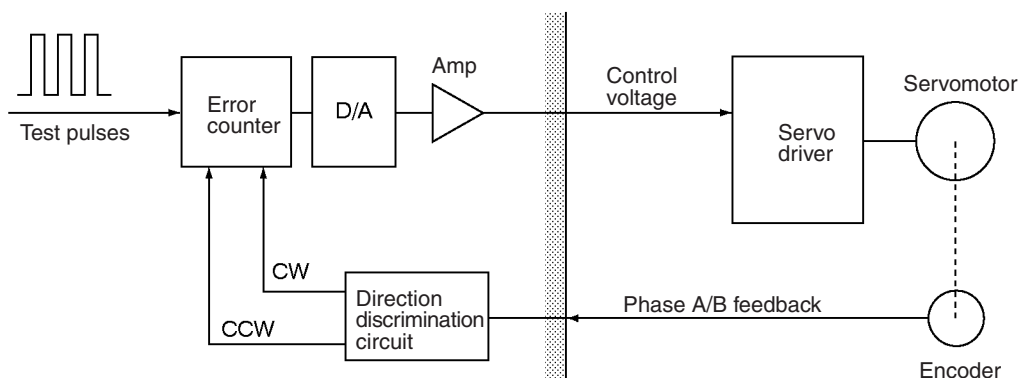 Test pulses
Error
counter
D/A
Amp
Control
voltage
Servo
driver
Servomotor
CW
CCW
Direction
discrimination
circuit
Phase A/B feedback
Encoder